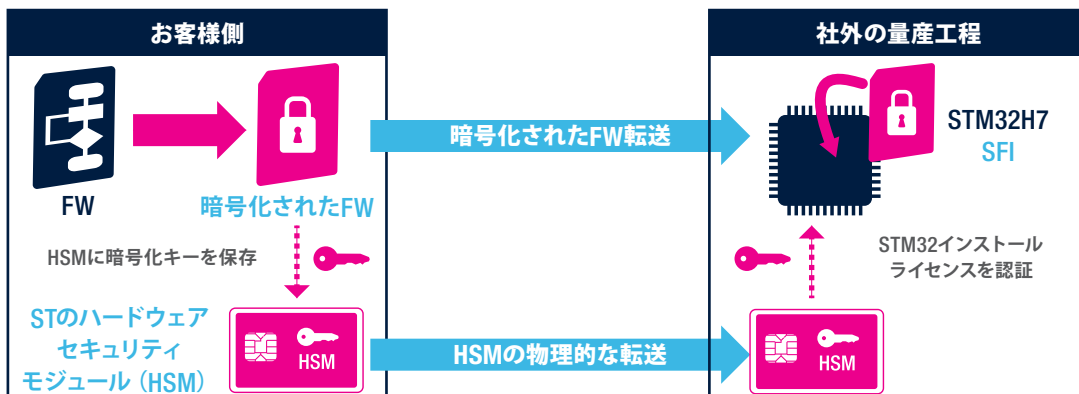 お客様側
FW
暗号化されたFW
HSMに暗号化キーを保存
STのハードウェア
セキュリティ
モジュール（HSM）
HSM
暗号化されたFW転送
HSMの物理的な転送
社外の量産工程
STM32H7
SFI
STM32インストール
ライセンスを認証
HSM